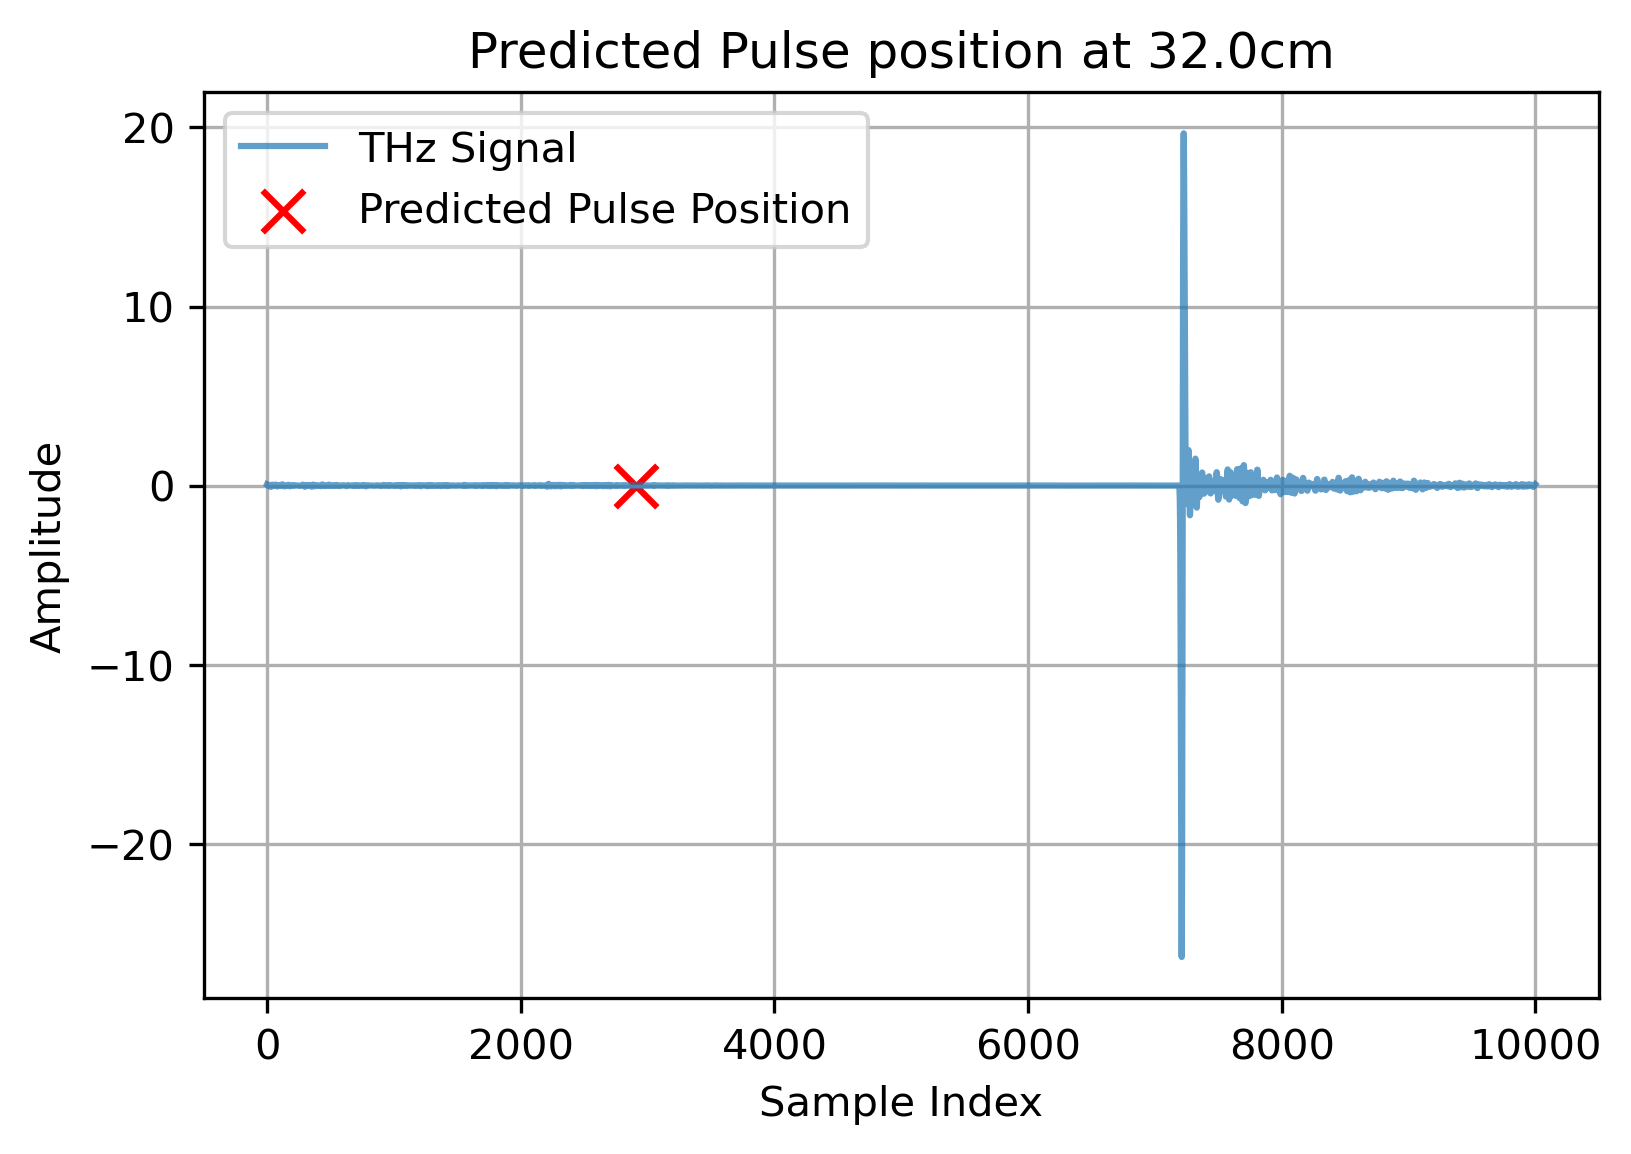 Predicted Pulse position at 32.0cm
THz Signal
Predicted Pulse Position
20
10
0
−10
−20
Amplitude
0 2000 4000 6000 8000 10000
Sample Index